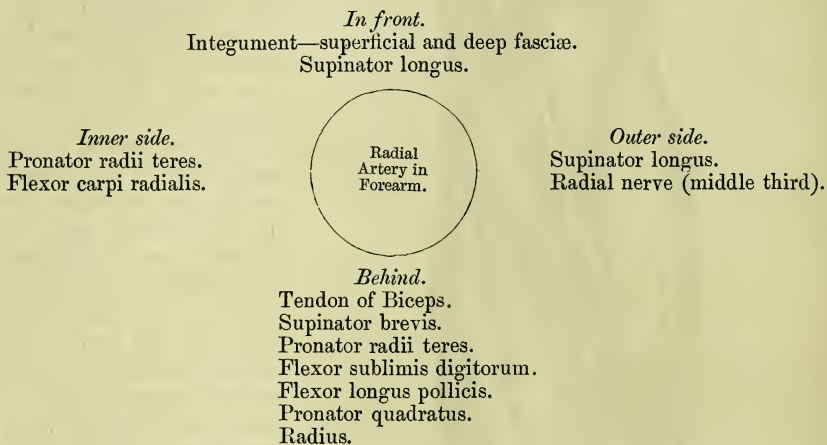 In front.
Integument—superficial and deep fasciæ.
Supinator longus.
Inner side.
Pronator radii teres.
Flexor carpi radialis.
Radial
Artery in
Forearm.
Outer side.
Supinator longus.
Radial nerve (middle third).
Behind.
Tendon of Biceps.
Supinator brevis.
Pronator radii teres.
Flexor sublimis digitorum.
Flexor longus pollicis.
Pronator quadratus.
Radius.